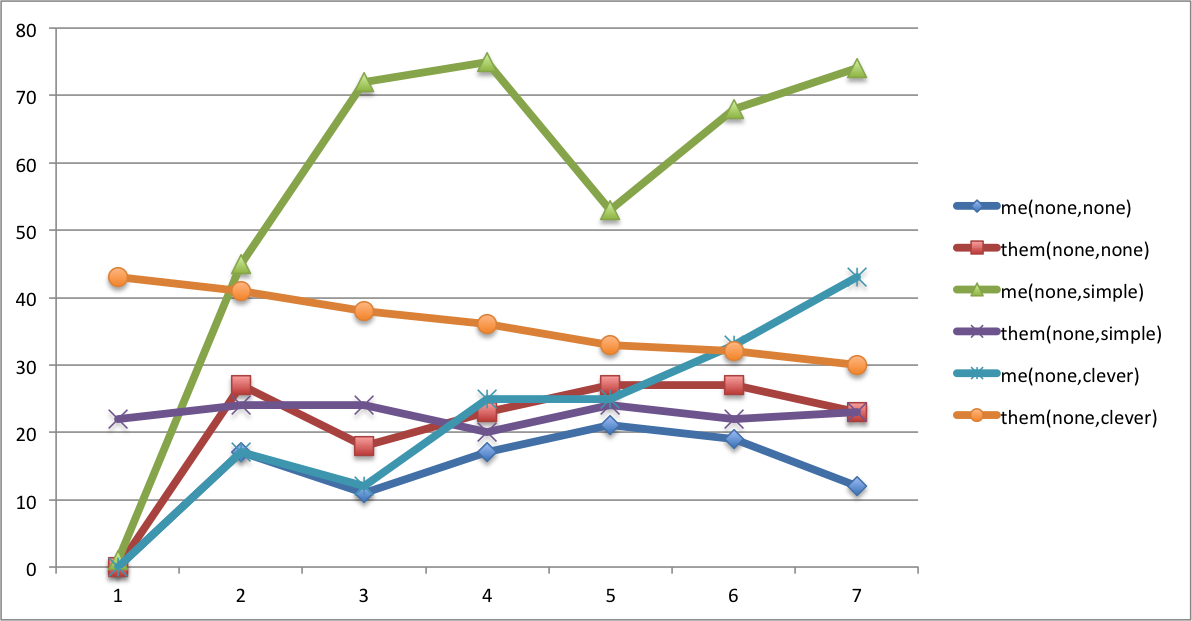 80
70
60
50
40
30
20
10
0
1 2 3 4 5 6 7
me(none,none)
them(none,none)
me(none,simple)
them(none,simple)
me(none,clever)
them(none,clever)